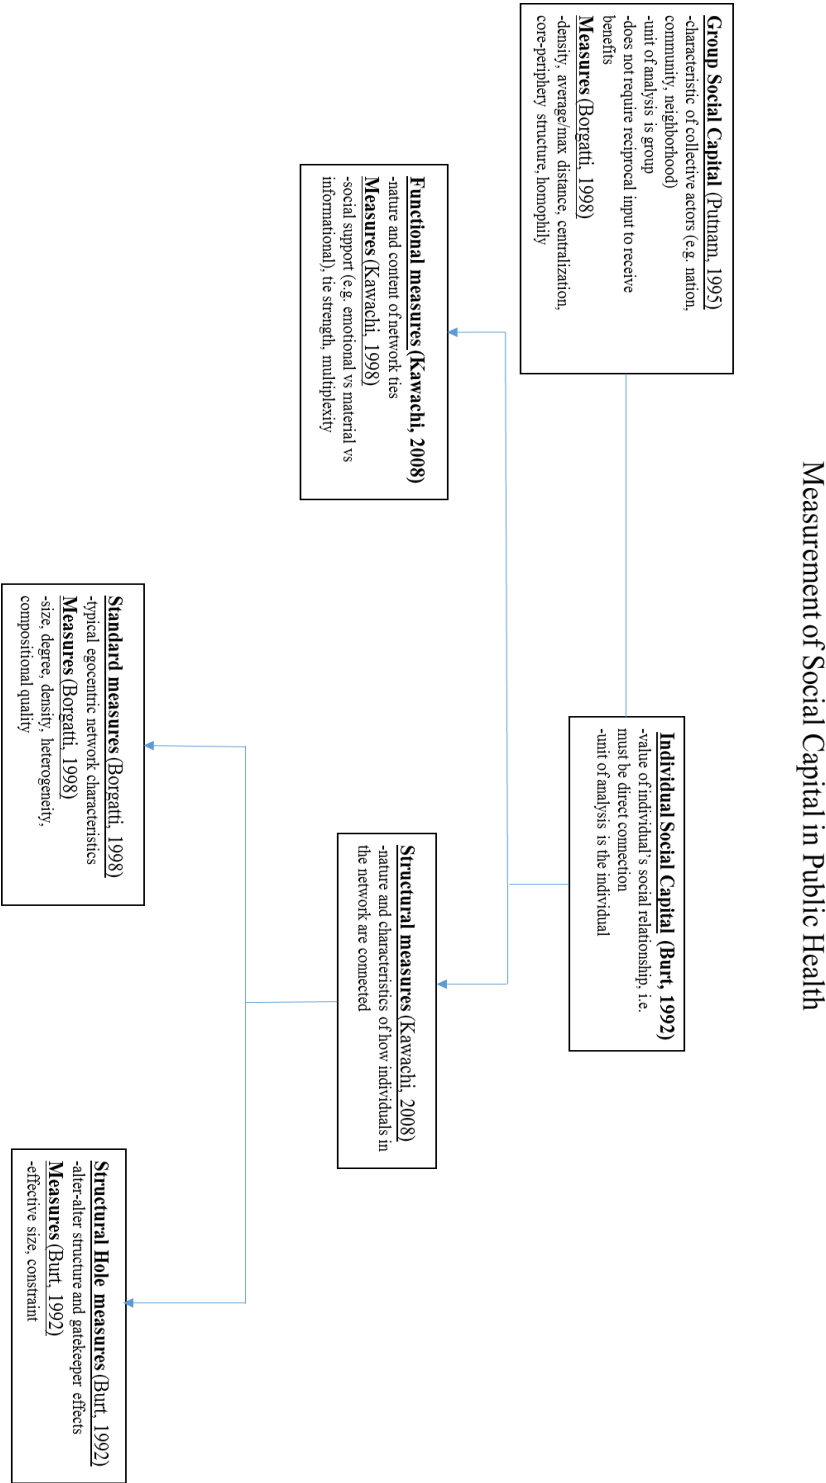 Measurement of Social Capital in Public Health
Group Social Capital (Putnam, 1995)
-characteristic of collective actors (e.g. nation,
community, neighborhood)
-unit of analysis is group
-does not require reciprocal input to receive
benefits
Measures (Borgatti, 1998)
-density, average/max distance, centralization,
core-periphery structure, homophily
Individual Social Capital (Burt, 1992)
-value of individual's social relationship, i.e.
must be direct connection
-unit of analysis is the individual
Functional measures (Kawachi, 2008)
-nature and content of network ties
Measures (Kawachi, 1998)
-social support (e.g. emotional vs material vs
informational), tie strength, multiplexity
Structural measures (Kawachi, 2008)
-nature and characteristics of how individuals in
the network are connected
Standard measures (Borgatti, 1998)
-typical egocentric network characteristics
Measures (Borgatti, 1998)
-size, degree, density, heterogeneity,
compositional quality
Structural Hole measures (Burt, 1992)
-alter-alter structure and gatekeeper effects
Measures (Burt, 1992)
-effective size, constraint